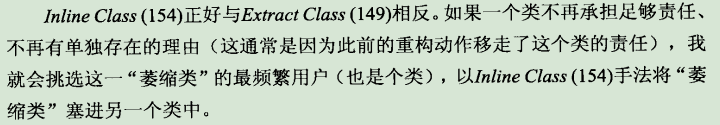 Inline Class (154)正好与Extract Class (149)相反。如果一个类不再承担足够责任、
不再有单独存在的理由（这通常是因为此前的重构动作移走了这个类的责任），我
就会挑选这一“萎缩类”的最频繁用户（也是个类），以Inline Class (154)手法将“萎
缩类”塞进另一个类中。